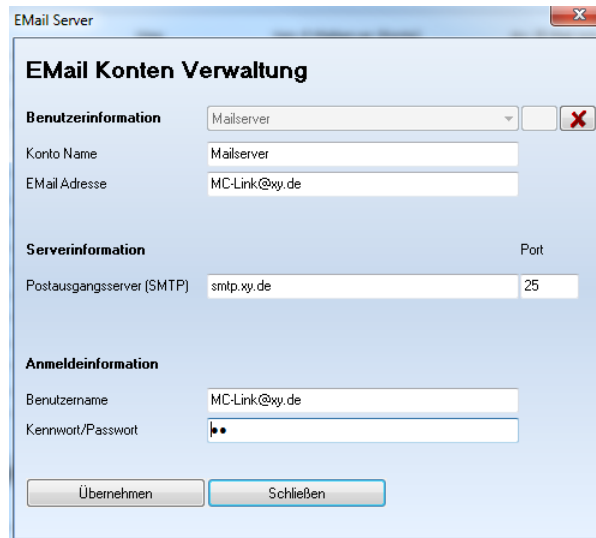 EMail Server
EMail Konten Verwaltung
Benutzerinformation Mailserver
Konto Name Mailserver
EMail Adresse MC-Link@xy.de
Serverinformation Port
Postausgangsserver (SMTP) smtp.xy.de 25
Anmeldeinformation
Benutzername MC-Link@xy.de
Kennwort/Passwort ●●
Übernehmen Schließen